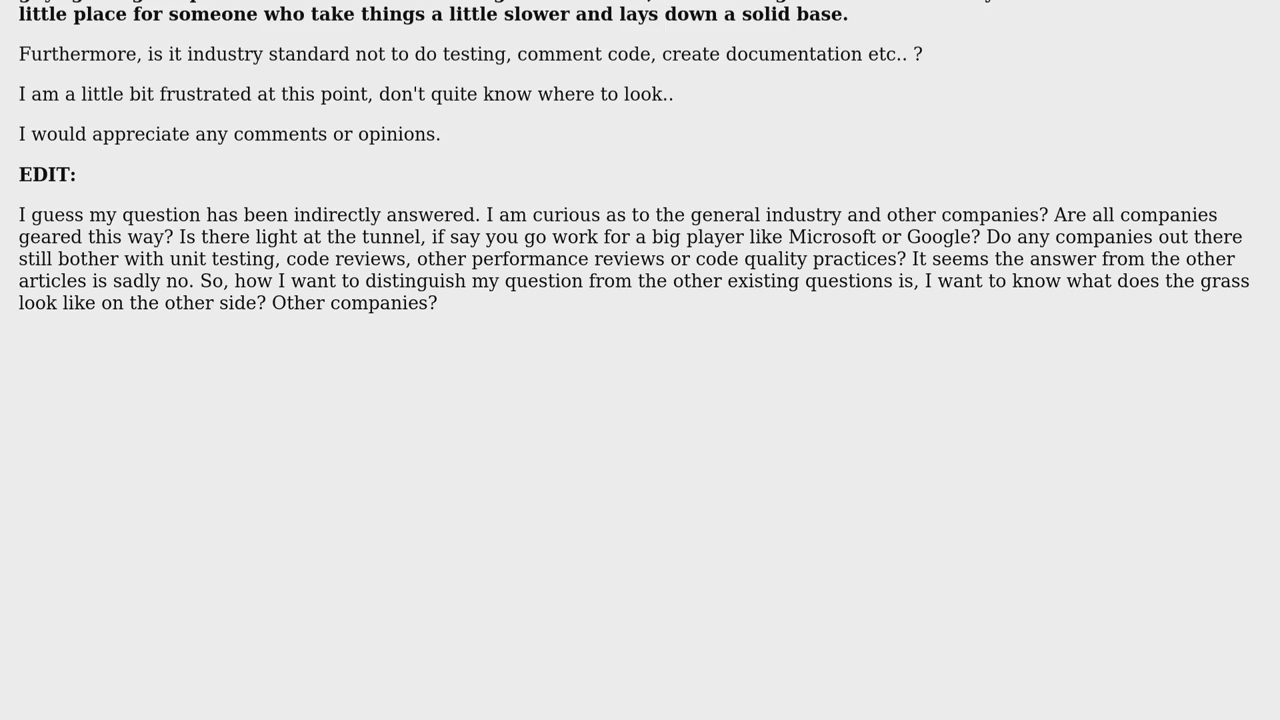 little place for someone who take things a little slower and lays down a solid base.
Furthermore, is it industry standard not to do testing, comment code, create documentation etc.. ?
I am a little bit frustrated at this point, don't quite know where to look..
I would appreciate any comments or opinions.
EDIT:
I guess my question has been indirectly answered. I am curious as to the general industry and other companies? Are all companies
geared this way? Is there light at the tunnel, if say you go work for a big player like Microsoft or Google? Do any companies out there
still bother with unit testing, code reviews, other performance reviews or code quality practices? It seems the answer from the other
articles is sadly no. So, how I want to distinguish my question from the other existing questions is, I want to know what does the grass
look like on the other side? Other companies?